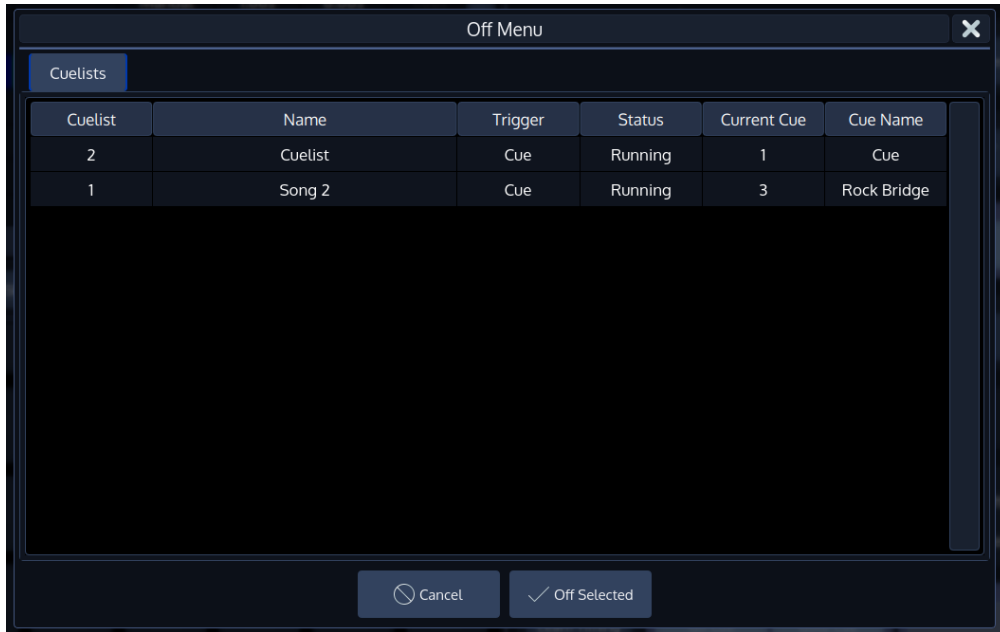 Off Menu
Cuelists
Cuelist Name Trigger Status Current Cue Cue Name
2 Cuelist Cue Running 1 Cue
1 Song 2 Cue Running 3 Rock Bridge
Cancel Off Selected